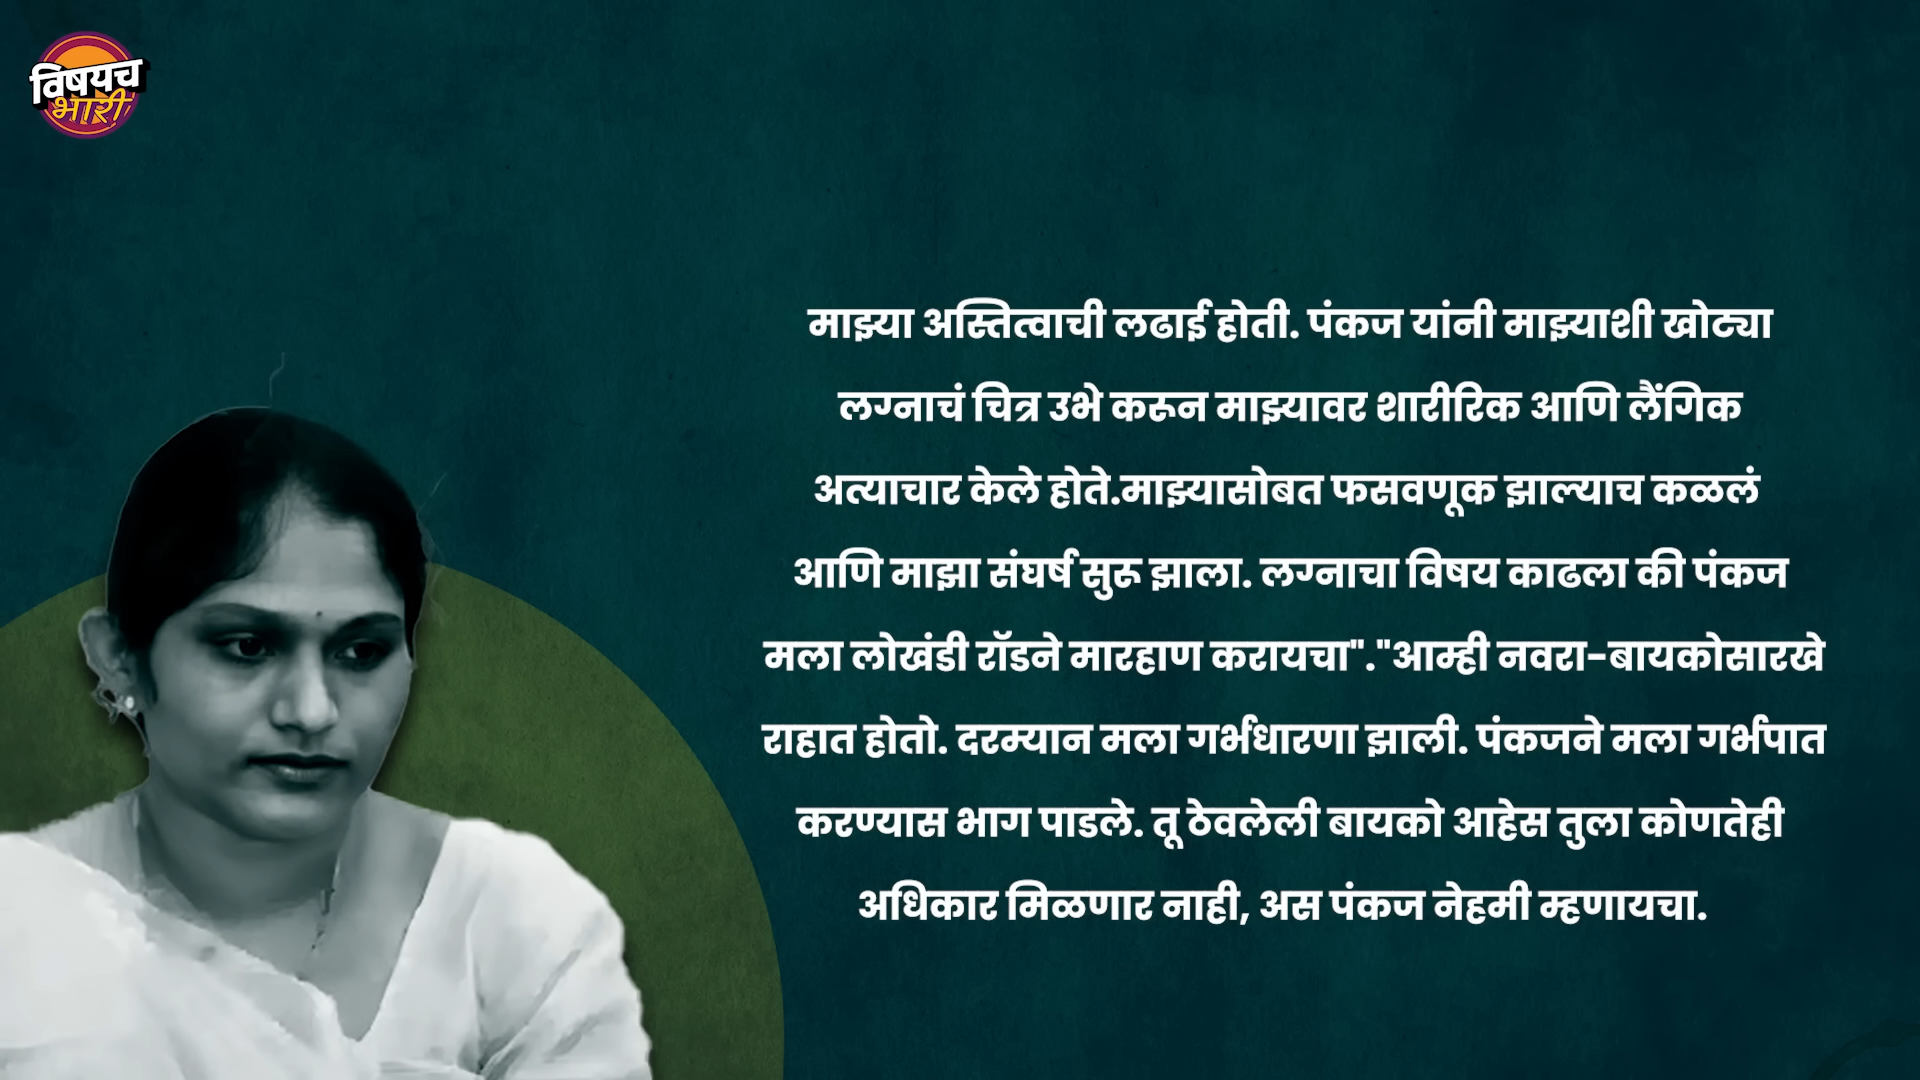 विषयच
भारी
माझ्या अस्तित्वाची लढाई होती. पंकज यांनी माझ्याशी खोट्या
लग्नाचं चित्र उभे करून माझ्यावर शारीरिक आणि लैंगिक
अत्याचार केले होते.माझ्यासोबत फसवणूक झाल्याच कळलं
आणि माझा संघर्ष सुरू झाला. लग्नाचा विषय काढला की पंकज
मला लोखंडी रॉडने मारहाण करायचा"."आम्ही नवरा-बायकोसारखे
राहात होतो. दरम्यान मला गर्भधारणा झाली. पंकजने मला गर्भपात
करण्यास भाग पाडले. तू ठेवलेली बायको आहेस तुला कोणतेही
अधिकार मिळणार नाही, अस पंकज नेहमी म्हणायचा.